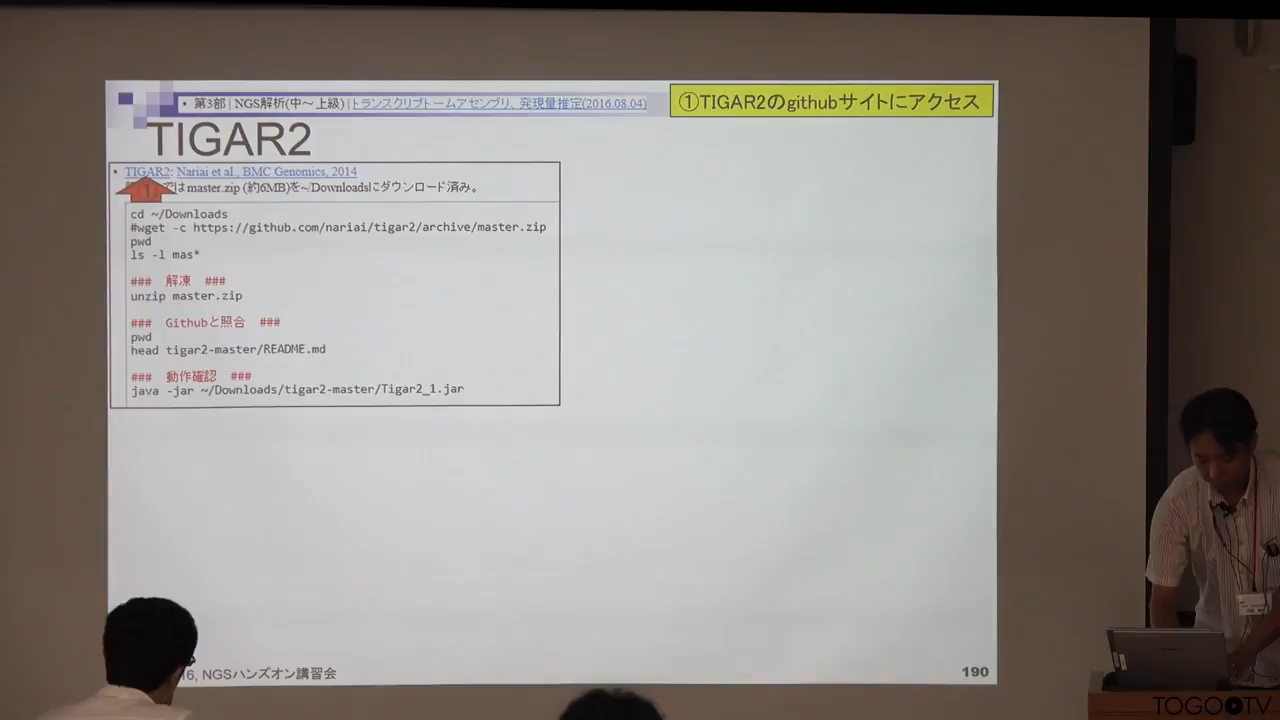 • 第3部 | NGS解析(中～上級) | トランスクリプトームアセンブリ、発現量推定(2016.08.04)
①TIGAR2のgithubサイトにアクセス
TIGAR2
• TIGAR2: Nariai et al., BMC Genomics, 2014
①
では master.zip (約6MB)を~/Downloadsにダウンロード済み。
cd ~/Downloads
#wget -c https://github.com/nariai/tigar2/archive/master.zip
pwd
ls -l mas*
### 解凍 ###
unzip master.zip
### Githubと照合 ###
pwd
head tigar2-master/README.md
### 動作確認 ###
java -jar ~/Downloads/tigar2-master/Tigar2_1.jar
16, NGSハンズオン講習会
190
TOGOTV